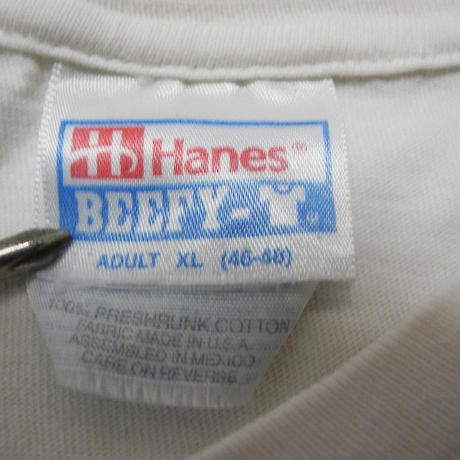 H Hanes®
BEEFY-T®
ADULT XL (46-48)
100% PRESHRUNK COTTON
FABRIC MADE IN U.S.A.
ASSEMBLED IN MEXICO
CARE ON REVERSE